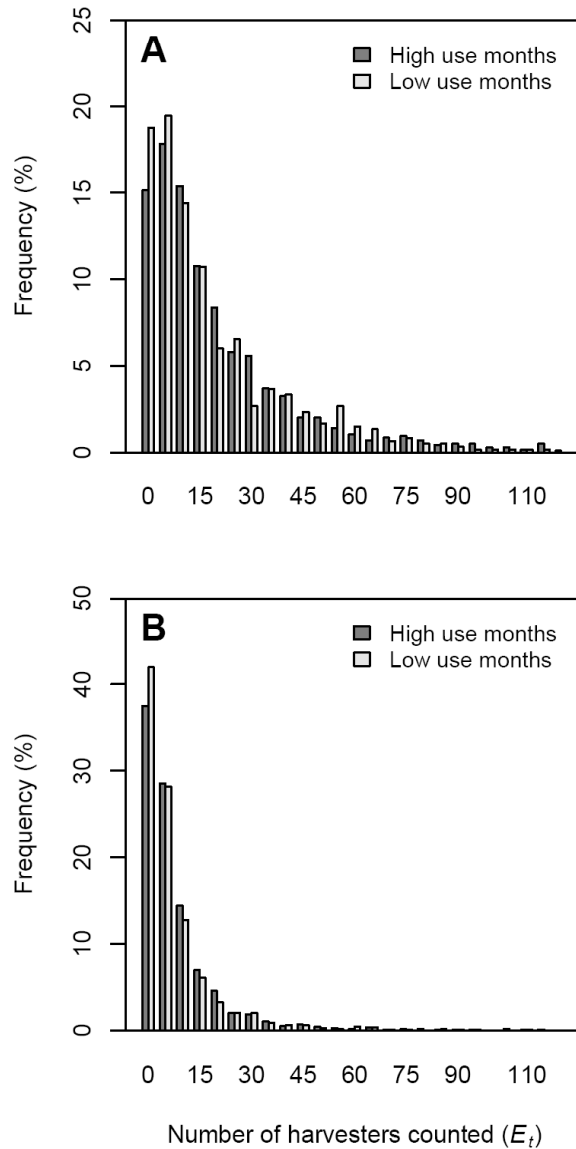 A
High use months
Low use months
Frequency (%)
25
20
15
10
5
0
0 15 30 45 60 75 90 110
B
High use months
Low use months
Frequency (%)
50
40
30
20
10
0
0 15 30 45 60 75 90 110
Number of harvesters counted (Et)